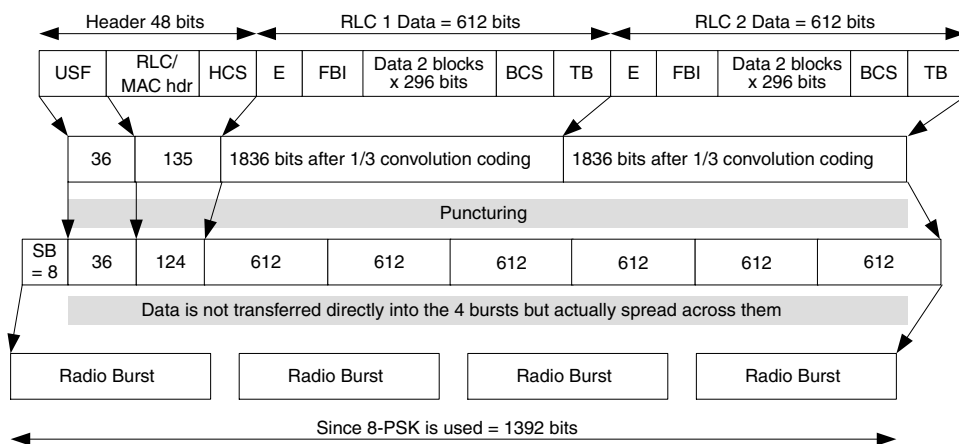 Header 48 bits RLC 1 Data = 612 bits RLC 2 Data = 612 bits
USF RLC/ MAC hdr HCS E FBI Data 2 blocks x 296 bits BCS TB E FBI Data 2 blocks x 296 bits BCS TB
36 135 1836 bits after 1/3 convolution coding 1836 bits after 1/3 convolution coding
Puncturing
SB = 8 36 124 612 612 612 612 612 612
Data is not transferred directly into the 4 bursts but actually spread across them
Radio Burst Radio Burst Radio Burst Radio Burst
Since 8-PSK is used = 1392 bits